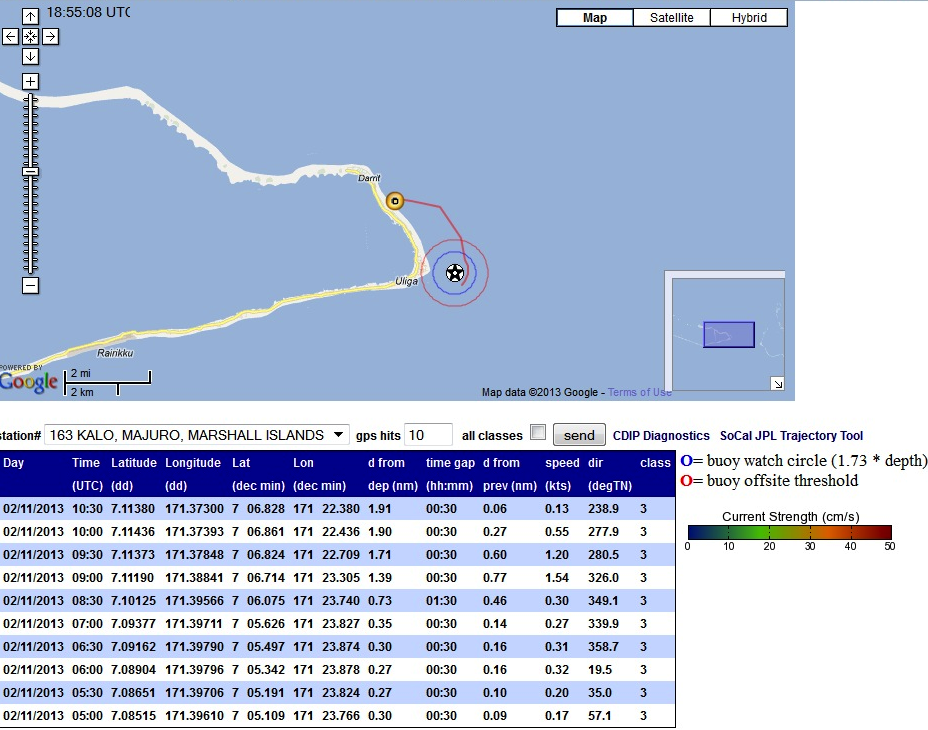 18:55:08 UTC
Map Satellite Hybrid
Darrit
Uliga
Rairikku
POWERED BY
Google
2 mi
2 km
Map data ©2013 Google - Terms of Use
station# 163 KALO, MAJURO, MARSHALL ISLANDS gps hits 10 all classes send CDIP Diagnostics SoCal JPL Trajectory Tool
Day Time Latitude Longitude Lat Lon d from time gap d from speed dir class
(UTC) (dd) (dd) (dec min) (dec min) dep (nm) (hh:mm) prev (nm) (kts) (degTN)
02/11/2013 10:30 7.11380 171.37300 7 06.828 171 22.380 1.91 00:30 0.06 0.13 238.9 3
02/11/2013 10:00 7.11436 171.37393 7 06.861 171 22.436 1.90 00:30 0.27 0.55 277.9 3
02/11/2013 09:30 7.11373 171.37848 7 06.824 171 22.709 1.71 00:30 0.60 1.20 280.5 3
02/11/2013 09:00 7.11190 171.38841 7 06.714 171 23.305 1.39 00:30 0.77 1.54 326.0 3
02/11/2013 08:30 7.10125 171.39566 7 06.075 171 23.740 0.73 01:30 0.46 0.30 349.1 3
02/11/2013 07:00 7.09377 171.39711 7 05.626 171 23.827 0.35 00:30 0.14 0.27 339.9 3
02/11/2013 06:30 7.09162 171.39790 7 05.497 171 23.874 0.30 00:30 0.16 0.31 358.7 3
02/11/2013 06:00 7.08904 171.39796 7 05.342 171 23.878 0.27 00:30 0.16 0.32 19.5 3
02/11/2013 05:30 7.08651 171.39706 7 05.191 171 23.824 0.27 00:30 0.10 0.20 35.0 3
02/11/2013 05:00 7.08515 171.39610 7 05.109 171 23.766 0.30 00:30 0.09 0.17 57.1 3
O= buoy watch circle (1.73 * depth)
O= buoy offsite threshold
Current Strength (cm/s)
0 10 20 30 40 50